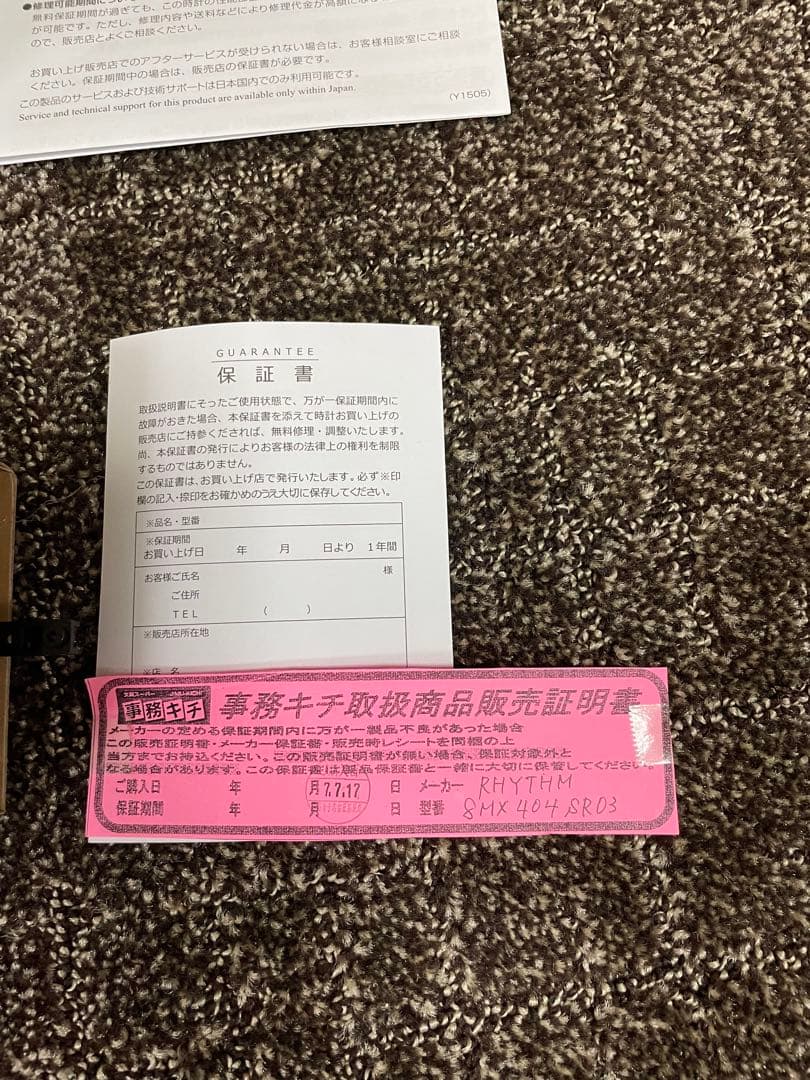 ●修理可能期間につい
無料保証期間が過ぎても、この時計の性能
が可能です。ただし、修理内容や送料などにより修理代金が高額になる
ので、販売店とよくご相談ください。
お買い上げ販売店でのアフターサービスが受けられない場合は、お客様相談室にご相談
ください。保証期間中の場合は、販売店の保証書が必要です。
この製品のサービスおよび技術サポートは日本国内でのみ利用可能です。
Service and technical support for this product are available only within Japan.
(Y1505)
GUARANTEE
保証書
取扱説明書にそったご使用状態で、万が一保証期間内に
故障がおきた場合、本保証書を添えて時計お買い上げの
販売店にご持参くだされば、無料修理・調整いたします。
尚、本保証書の発行によりお客様の法律上の権利を制限
するものではありません。
この保証書は、お買い上げ店で発行いたします。必ず※印
欄の記入・捺印をお確かめのうえ大切に保存してください。
※品名・型番
※保証期間
お買い上げ日 年 月 日より 1年間
お客様ご氏名 様
ご住所
TEL ( )
※販売店所在地
※店 名
文具スーパー JIMU-KICHI
事務キチ 事務キチ取扱商品販売証明書
メーカーの定める保証期間内に万が一製品不良があった場合
この販売証明書・メーカー保証書・販売時レシートを同梱の上
当方までお持込ください。この販売証明書が無い場合、保証対象外と
なる場合があります。この保証書は製品保証書と一緒に大切に保管してください。
ご購入日 年 月 7.7.17 日 メーカー RHYTHM
保証期間 年 月 日 型番 8MX404SR03